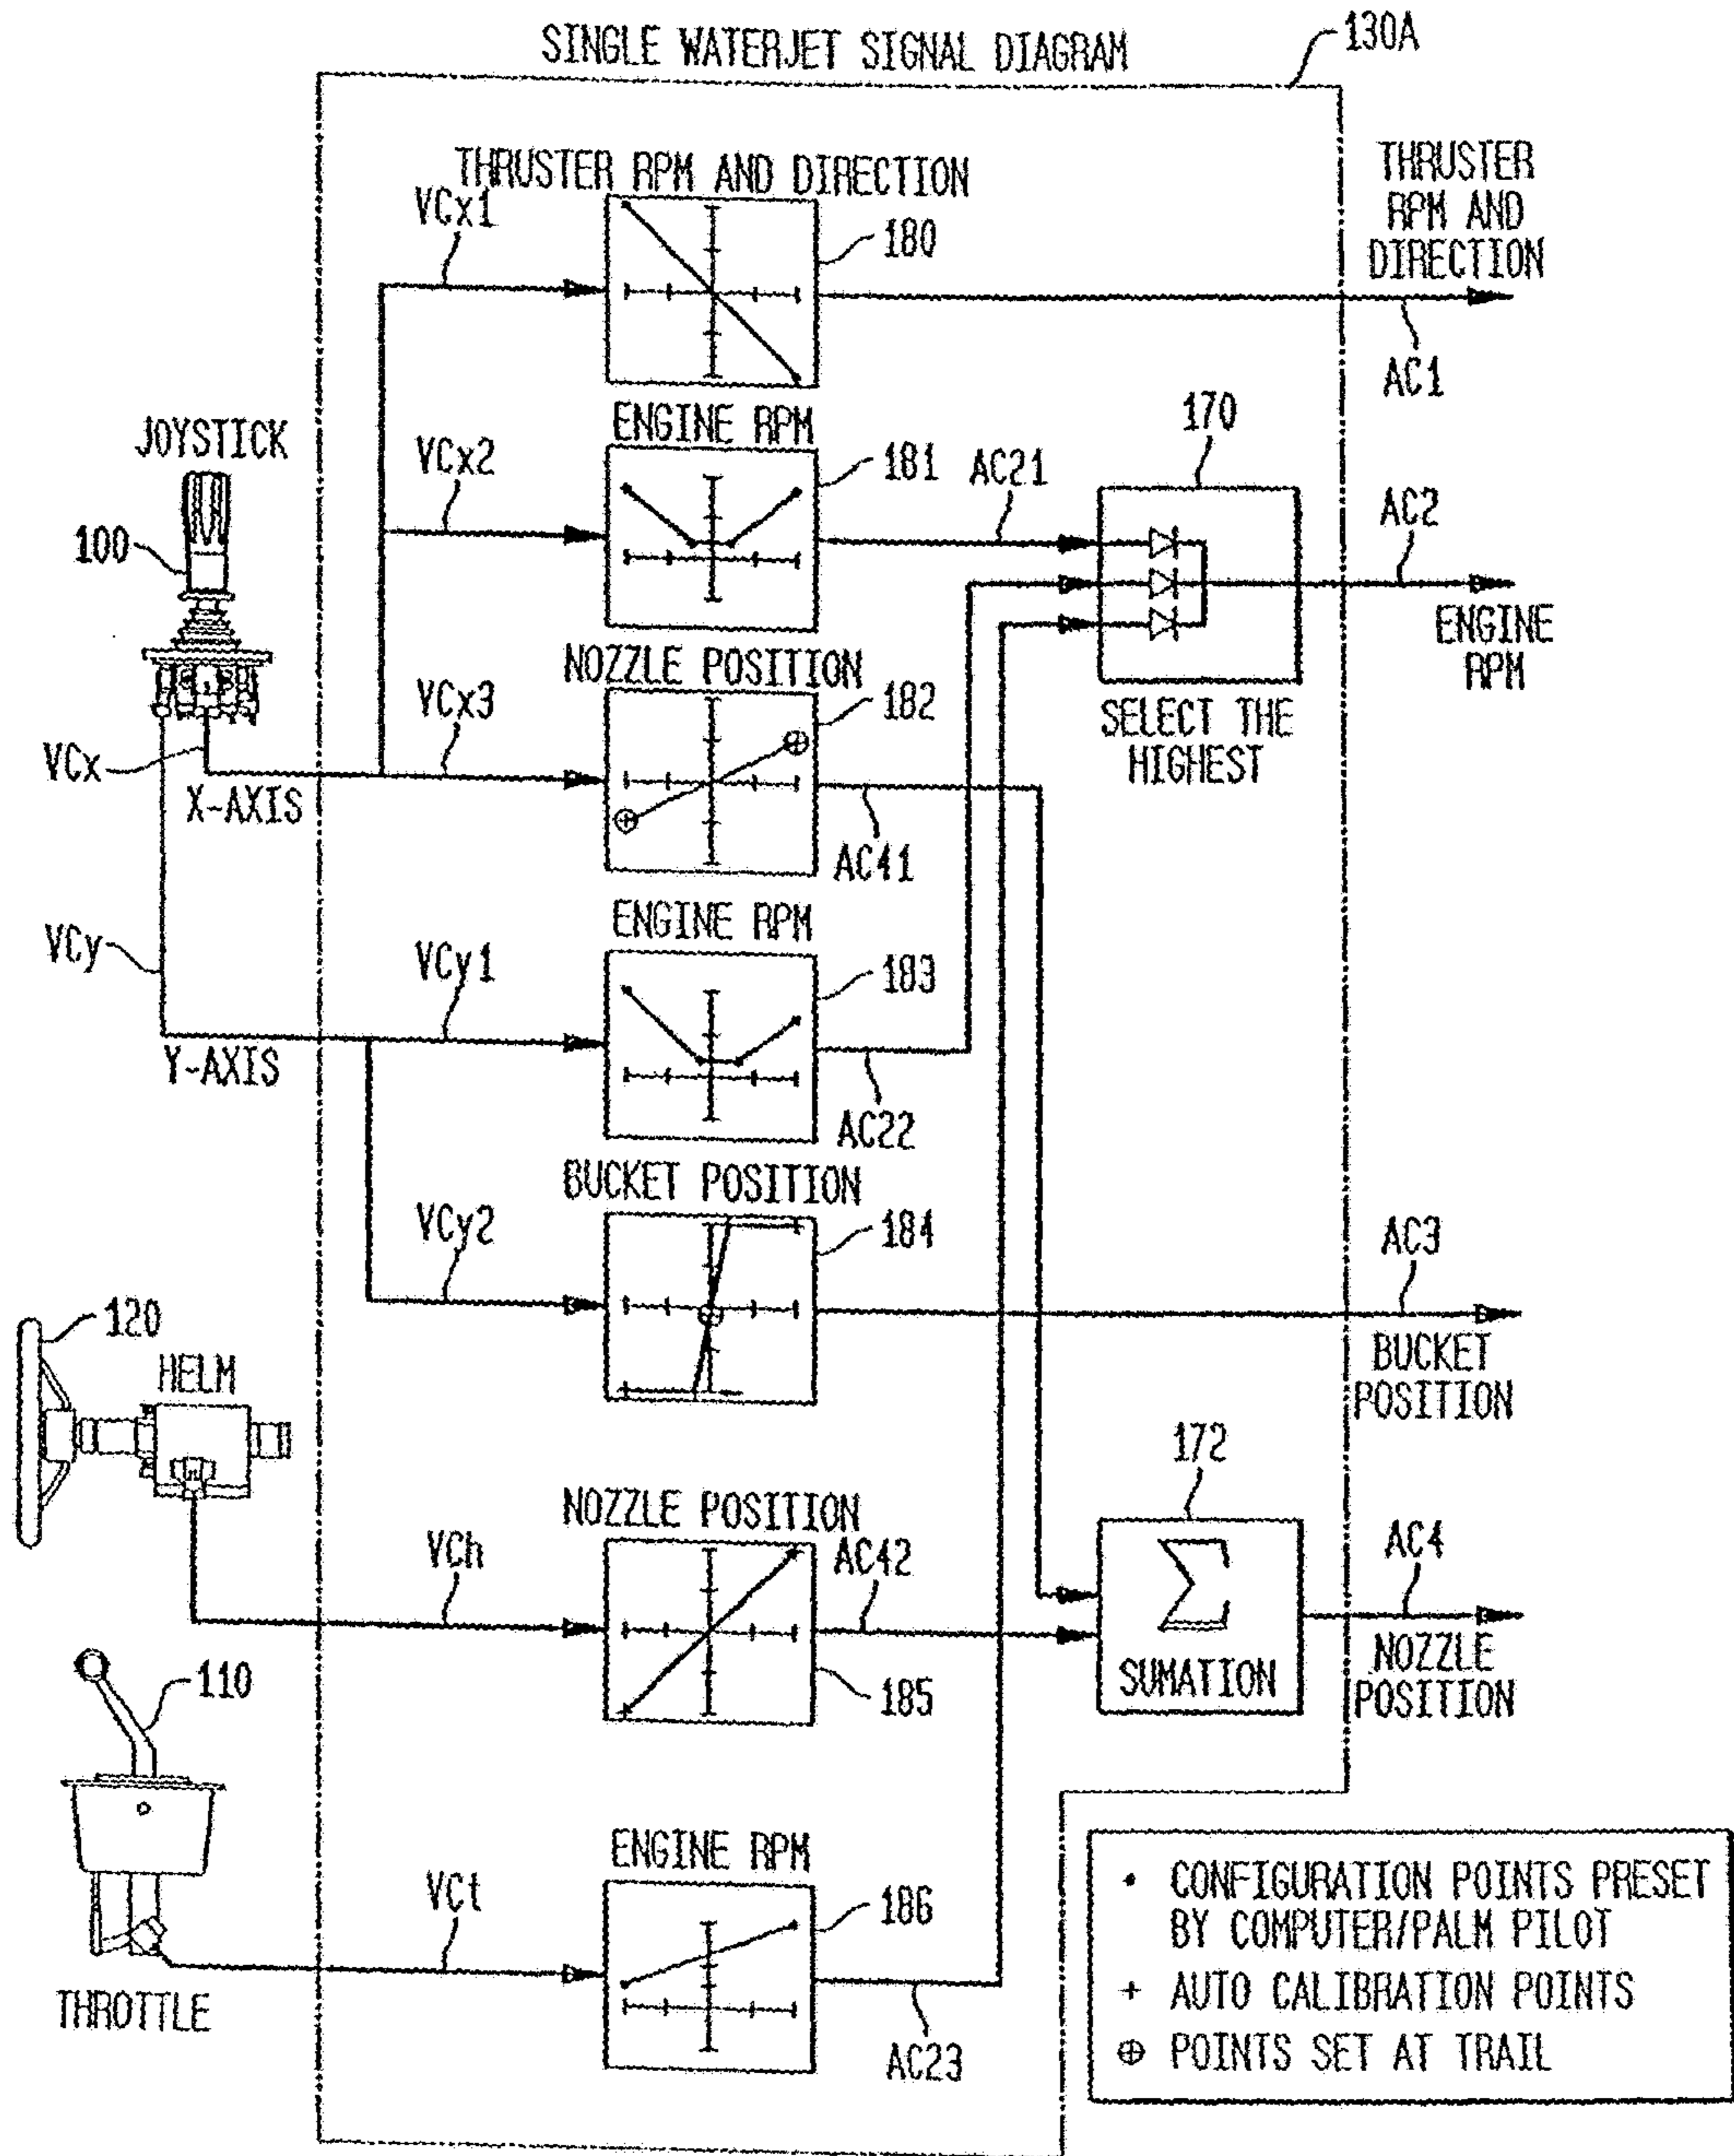 SINGLE WATERJET SIGNAL DIAGRAM
130A
THRUSTER RPM AND DIRECTION
VCx1
180
THRUSTER
RPM AND
DIRECTION
AC1
JOYSTICK
100
VCx2
ENGINE RPM
181
AC21
170
SELECT THE
HIGHEST
AC2
ENGINE
RPM
VCx
X-AXIS
VCx3
NOZZLE POSITION
182
AC41
VCy
Y-AXIS
VCy1
ENGINE RPM
183
AC22
VCy2
BUCKET POSITION
184
AC3
BUCKET
POSITION
120
HELM
VCh
NOZZLE POSITION
AC42
185
172
Σ
SUMATION
AC4
NOZZLE
POSITION
110
THROTTLE
VCt
ENGINE RPM
186
AC23
• CONFIGURATION POINTS PRESET
BY COMPUTER/PALM PILOT
+ AUTO CALIBRATION POINTS
⊕ POINTS SET AT TRAIL